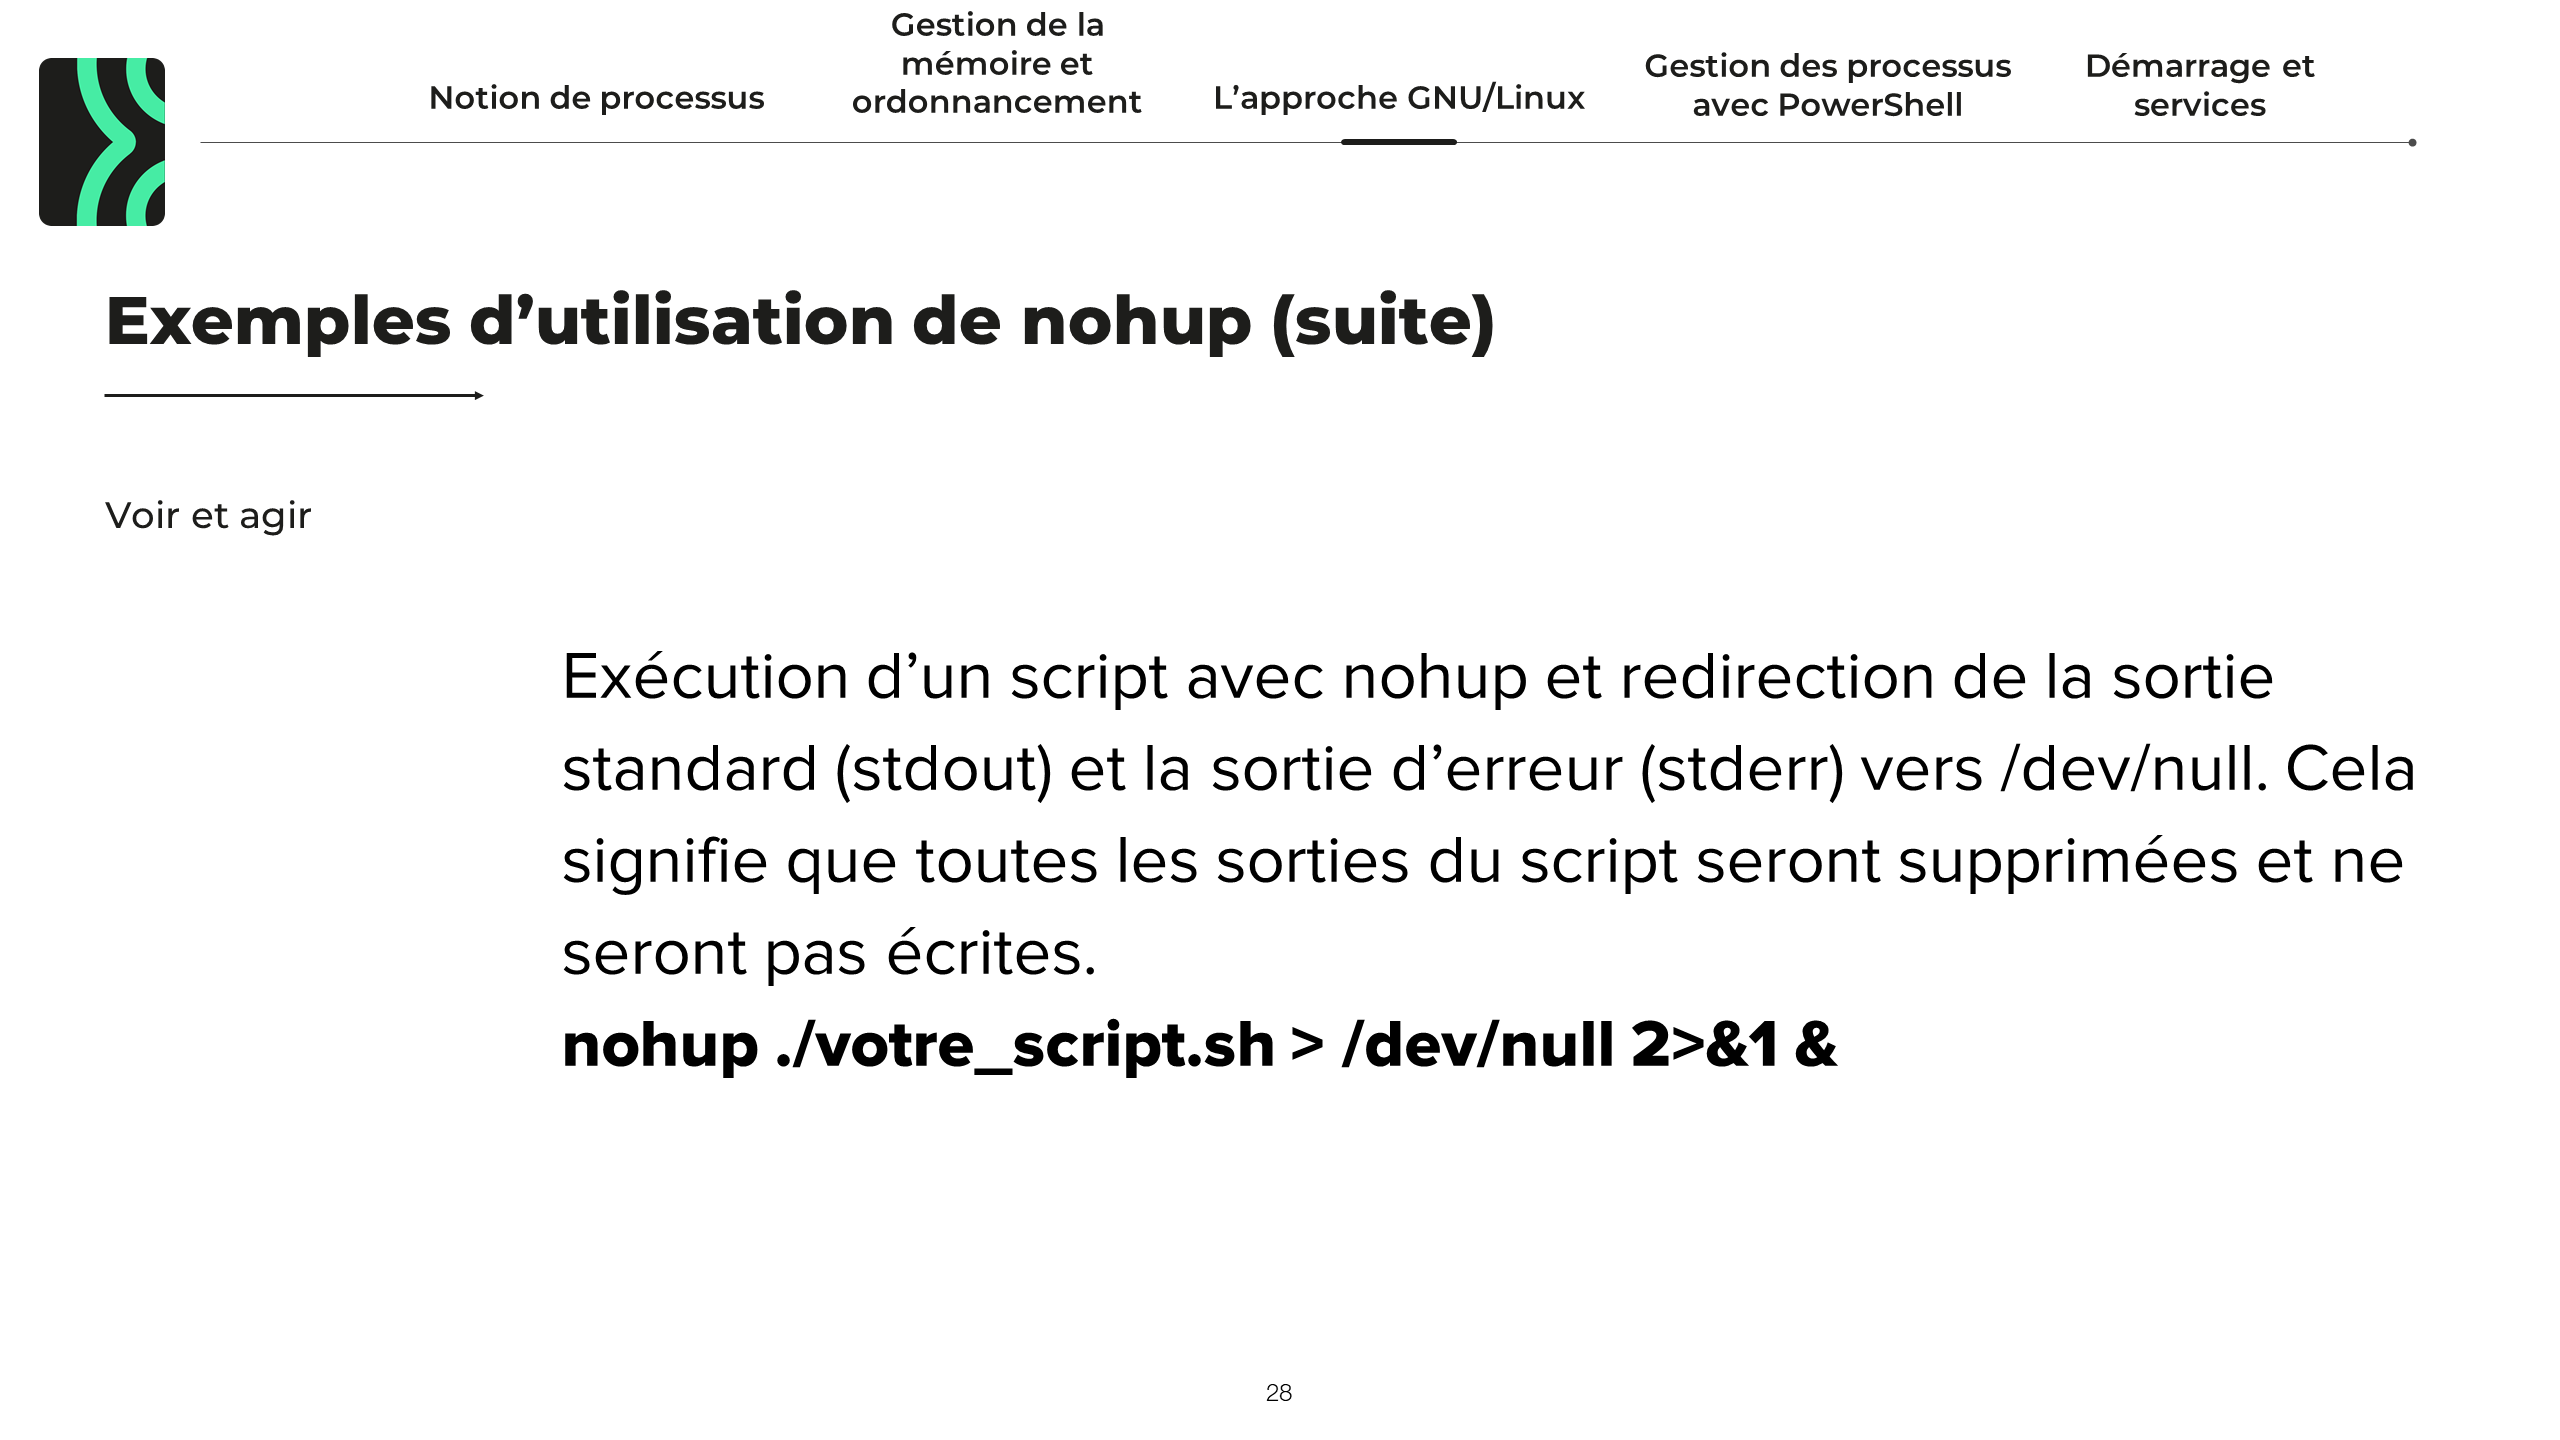 Notion de processus
Gestion de la
mémoire et
ordonnancement
L’approche GNU/Linux
Gestion des processus
avec PowerShell
Démarrage et
services
Exemples d’utilisation de nohup (suite)
Voir et agir
Exécution d’un script avec nohup et redirection de la sortie
standard (stdout) et la sortie d’erreur (stderr) vers /dev/null. Cela
signifie que toutes les sorties du script seront supprimées et ne
seront pas écrites.
nohup ./votre_script.sh > /dev/null 2>&1 &
28